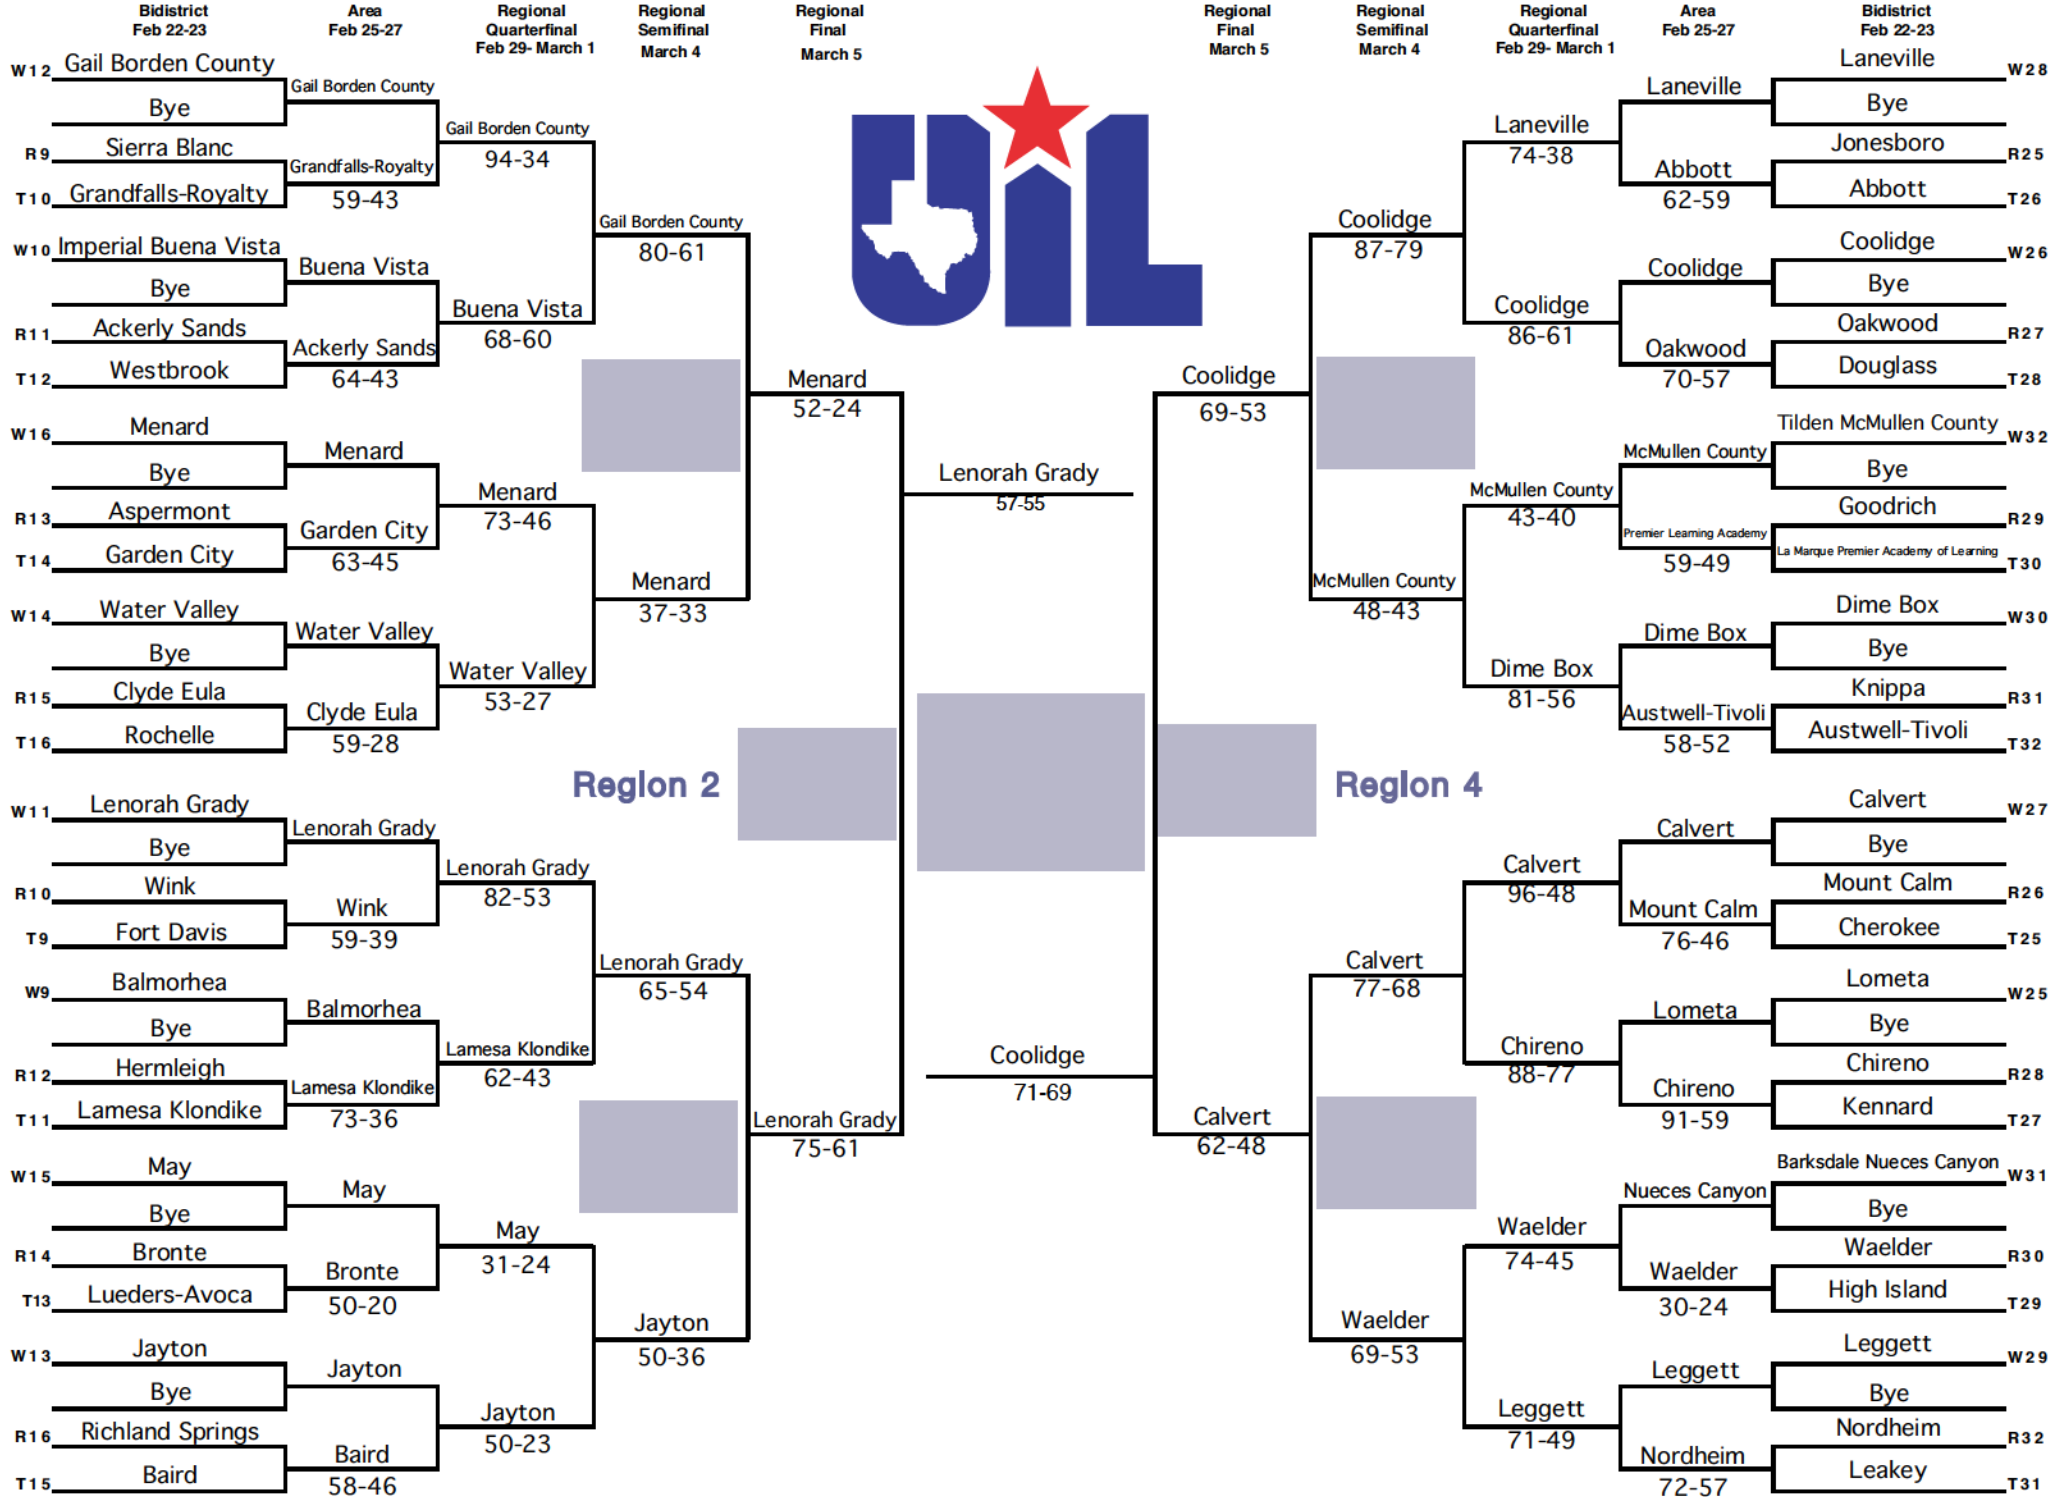 Bidistrict
Feb 22-23
Area
Feb 25-27
Regional
Quarterfinal
Feb 29- March 1
Regional
Semifinal
March 4
Regional
Final
March 5
Regional
Final
March 5
Regional
Semifinal
March 4
Regional
Quarterfinal
Feb 29- March 1
Area
Feb 25-27
Bidistrict
Feb 22-23
UIL
W12 Gail Borden County
Bye
R9 Sierra Blanc
T10 Grandfalls-Royalty
W10 Imperial Buena Vista
Bye
R11 Ackerly Sands
T12 Westbrook
W16 Menard
Bye
R13 Aspermont
T14 Garden City
W14 Water Valley
Bye
R15 Clyde Eula
T16 Rochelle
W11 Lenorah Grady
Bye
R10 Wink
T9 Fort Davis
W9 Balmorhea
Bye
R12 Hermleigh
T11 Lamesa Klondike
W15 May
Bye
R14 Bronte
T13 Lueders-Avoca
W13 Jayton
Bye
R16 Richland Springs
T15 Baird
Gail Borden County
Grandfalls-Royalty
59-43
Buena Vista
Ackerly Sands
64-43
Menard
Garden City
63-45
Water Valley
Clyde Eula
59-28
Lenorah Grady
Wink
59-39
Balmorhea
Lamesa Klondike
73-36
May
Bronte
50-20
Jayton
Baird
58-46
Gail Borden County
94-34
Buena Vista
68-60
Menard
73-46
Water Valley
53-27
Lenorah Grady
82-53
Lamesa Klondike
62-43
May
31-24
Jayton
50-23
Gail Borden County
80-61
Menard
37-33
Region 2
Lenorah Grady
65-54
Jayton
50-36
Menard
52-24
Lenorah Grady
75-61
Lenorah Grady
57-55
Coolidge
71-69
Coolidge
69-53
Calvert
62-48
Coolidge
87-79
McMullen County
48-43
Region 4
Calvert
77-68
Waelder
69-53
Laneville
74-38
Coolidge
86-61
McMullen County
43-40
Dime Box
81-56
Calvert
96-48
Chireno
88-77
Waelder
74-45
Leggett
71-49
Laneville
Abbott
62-59
Coolidge
Oakwood
70-57
McMullen County
Premier Learning Academy
59-49
Dime Box
Austwell-Tivoli
58-52
Calvert
Mount Calm
76-46
Lometa
Chireno
91-59
Nueces Canyon
Waelder
30-24
Leggett
Nordheim
72-57
Laneville W28
Bye
Jonesboro R25
Abbott T26
Coolidge W26
Bye
Oakwood R27
Douglass T28
Tilden McMullen County W32
Bye
Goodrich R29
La Marque Premier Academy of Learning T30
Dime Box W30
Bye
Knippa R31
Austwell-Tivoli T32
Calvert W27
Bye
Mount Calm R26
Cherokee T25
Lometa W25
Bye
Chireno R28
Kennard T27
Barksdale Nueces Canyon W31
Bye
Waelder R30
High Island T29
Leggett W29
Bye
Nordheim R32
Leakey T31